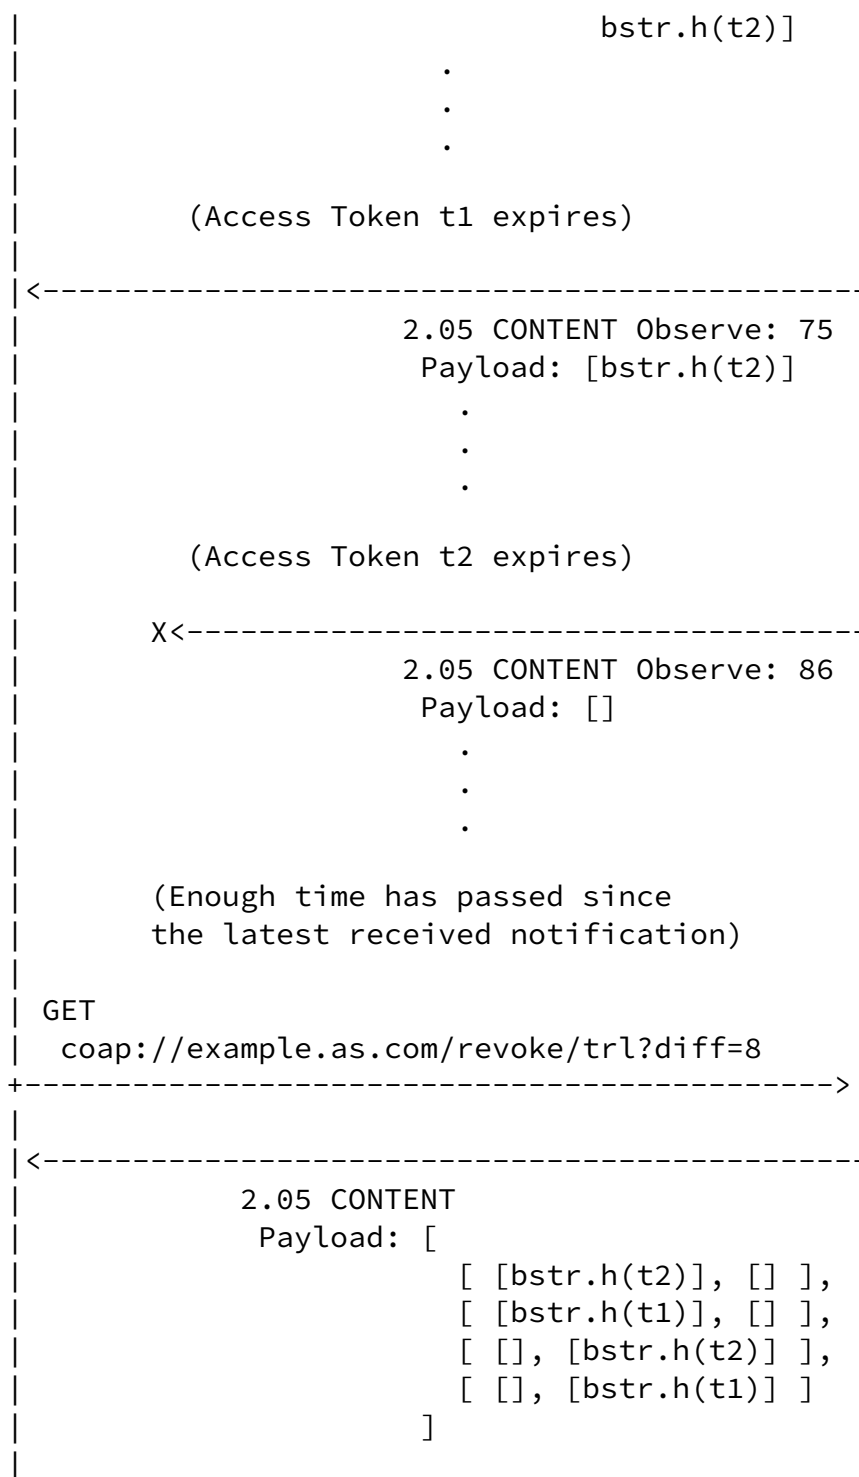 |                                bstr.h(t2)]
|                       .
|                       .
|                       .
|
|         (Access Token t1 expires)
|
|<----------------------------------------------
|                     2.05 CONTENT Observe: 75
|                      Payload: [bstr.h(t2)]
|                        .
|                        .
|                        .
|
|         (Access Token t2 expires)
|
|       X<--------------------------------------
|                     2.05 CONTENT Observe: 86
|                      Payload: []
|                        .
|                        .
|                        .
|
|       (Enough time has passed since
|       the latest received notification)
|
| GET
|  coap://example.as.com/revoke/trl?diff=8
+--------------------------------------------->
|
|<----------------------------------------------
|            2.05 CONTENT
|             Payload: [
|                        [ [bstr.h(t2)], [] ],
|                        [ [bstr.h(t1)], [] ],
|                        [ [], [bstr.h(t2)] ],
|                        [ [], [bstr.h(t1)] ]
|                      ]
|